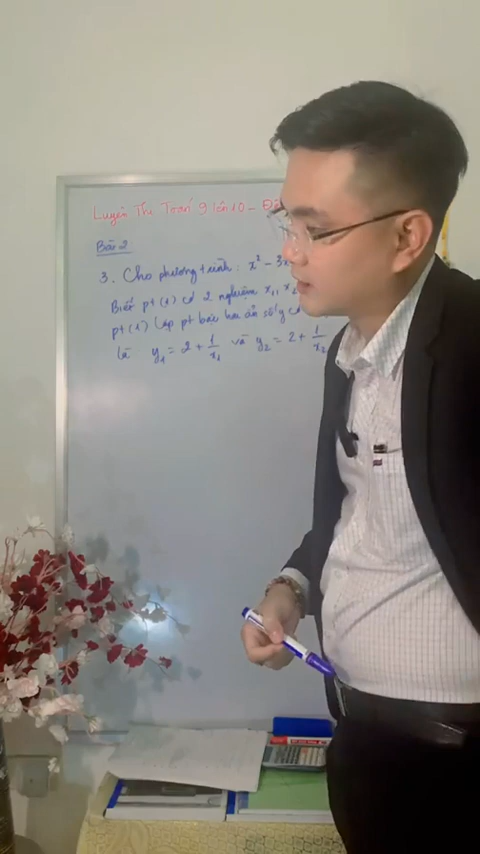 Luyện Thi Toán 9 lên 10 -
Bài 2
3. Cho phương trình: x² - 3x
Biết pt (1) có 2 nghiệm x₁, x₂
pt (1) lập pt bậc hai ẩn số y có
là y₁ = 2 + 1/x₁ và y₂ = 2 + 1/x₂